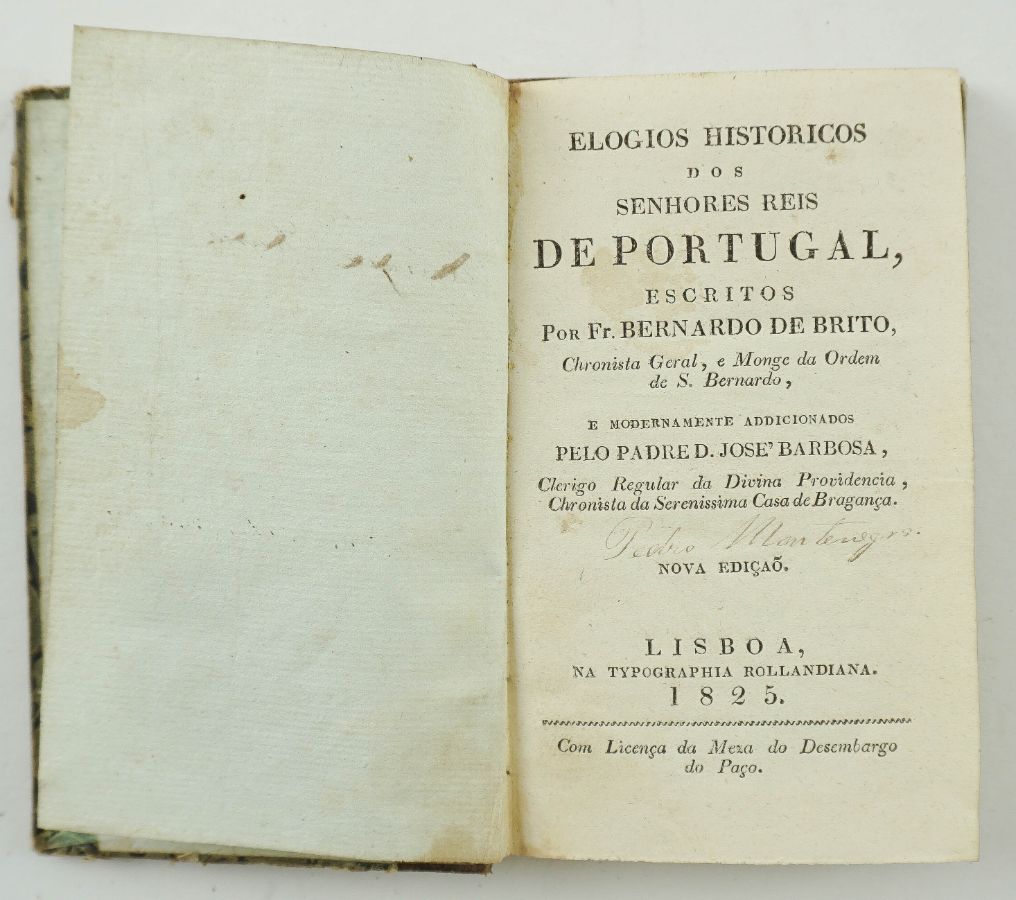 ELOGIOS HISTORICOS
DOS
SENHORES REIS
DE PORTUGAL,
ESCRITOS
POR Fr. BERNARDO DE BRITO,
Chronista Geral, e Monge da Ordem
de S. Bernardo,
E MODERNAMENTE ADDICIONADOS
PELO PADRE D. JOSE' BARBOSA,
Clerigo Regular da Divina Providencia,
Chronista da Serenissima Casa de Bragança.
Pedro Montenegro.
NOVA EDIÇAÕ.
LISBOA,
NA TYPOGRAPHIA ROLLANDIANA.
1825.
Com Licença da Meza do Desembargo
do Paço.